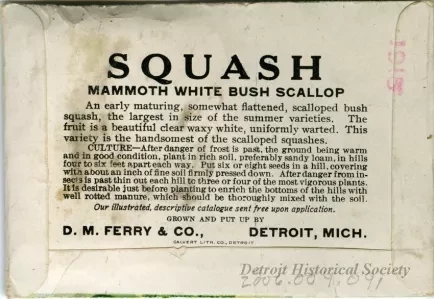 SQUASH
MAMMOTH WHITE BUSH SCALLOP
An early maturing, somewhat flattened, scalloped bush
squash, the largest in size of the summer varieties. The
fruit is a beautiful clear waxy white, uniformly warted. This
variety is the handsomest of the scalloped squashes.
CULTURE—After danger of frost is past, the ground being warm
and in good condition, plant in rich soil, preferably sandy loam, in hills
four to six feet apart each way. Put six or eight seeds in a hill, covering
with about an inch of fine soil firmly pressed down. After danger from in-
sects is past thin out each hill to three or four of the most vigorous plants.
It is desirable just before planting to enrich the bottoms of the hills with
well rotted manure, which should be thoroughly mixed with the soil.
Our illustrated, descriptive catalogue sent free upon application.
GROWN AND PUT UP BY
D. M. FERRY & CO., DETROIT, MICH.
CALVERT LITH. CO., DETROIT
Detroit Historical Society